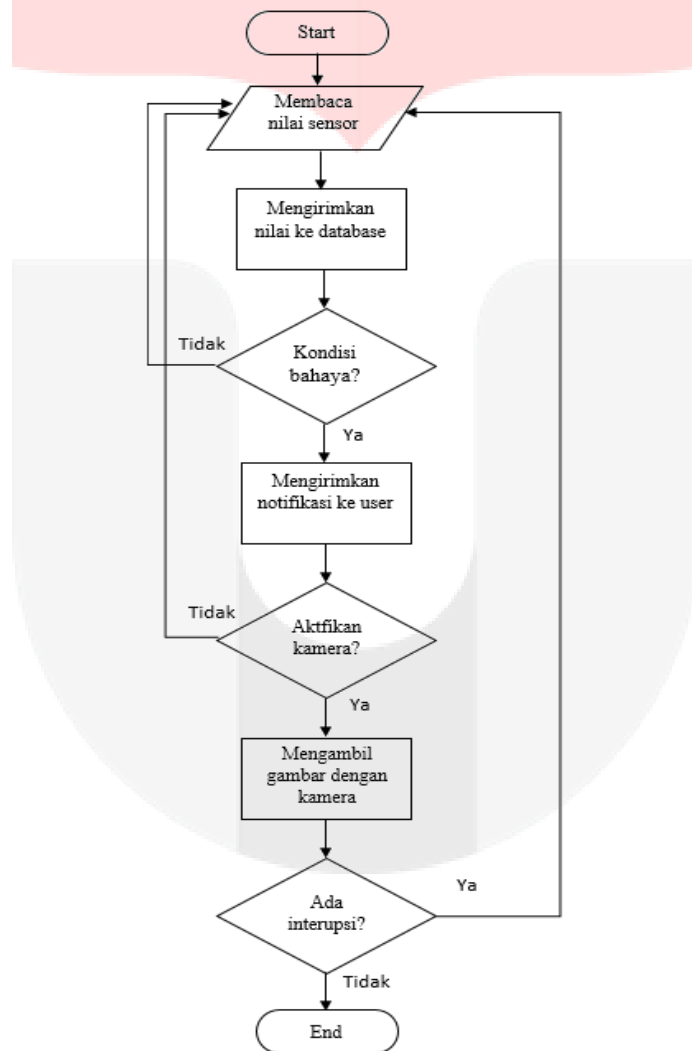 Start
Membaca
nilai sensor
Mengirimkan
nilai ke database
Tidak
Kondisi
bahaya?
Ya
Mengirimkan
notifikasi ke user
Tidak
Aktfikan
kamera?
Ya
Mengambil
gambar dengan
kamera
Ya
Ada
interupsi?
Tidak
End